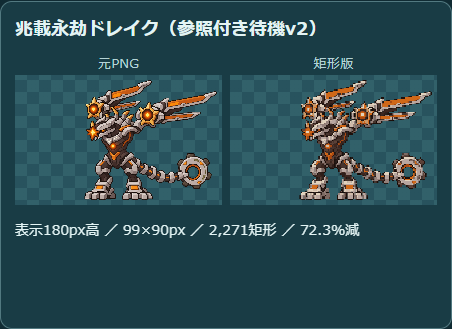 兆載永劫ドレイク（参照付き待機v2）
元PNG
矩形版
表示180px高 ／ 99×90px ／ 2,271矩形 ／ 72.3%減